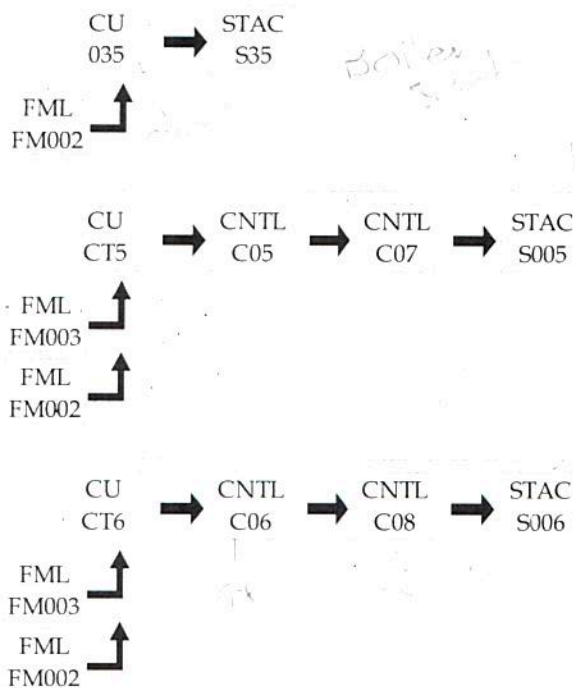 CU STAC
035 S35
Boiler
FML
FM002
CU CNTL CNTL STAC
CT5 C05 C07 S005
FML
FM003
FML
FM002
CU CNTL CNTL STAC
CT6 C06 C08 S006
FML
FM003
FML
FM002